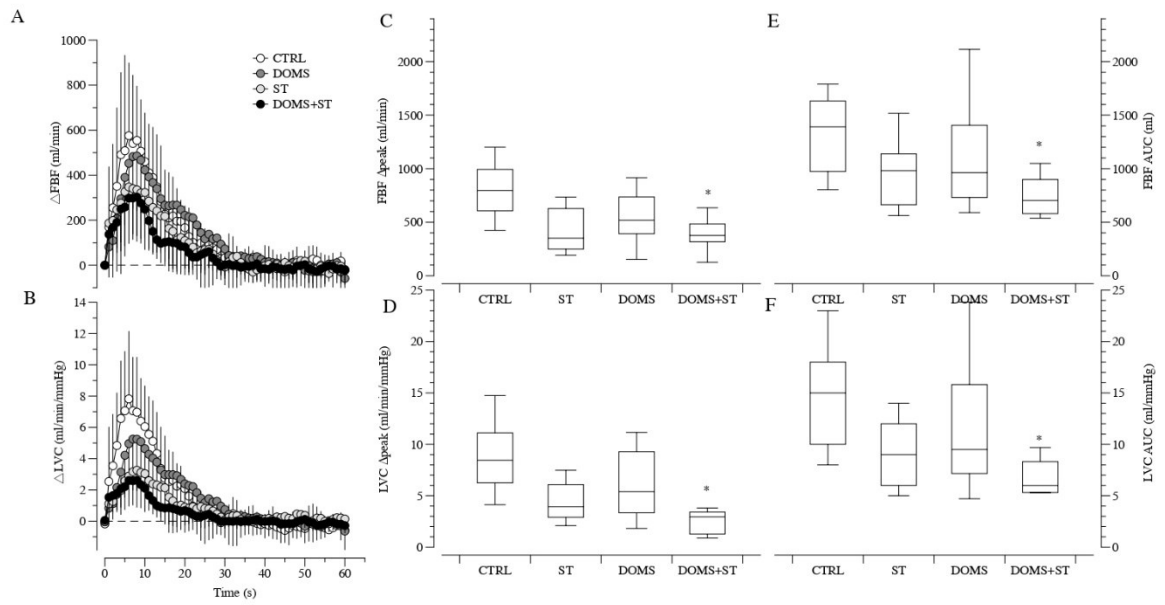 A
1000
800
600
400
200
0
△FBF (ml/min)
CTRL
DOMS
ST
DOMS+ST
B
14
12
10
8
6
4
2
0
△LVC (ml/min/mmHg)
0 10 20 30 40 50 60
Time (s)
C
2000
1500
1000
500
0
FBF Δpeak (ml/min)
*
CTRL ST DOMS DOMS+ST
D
25
20
15
10
5
0
LVC Δpeak (ml/min/mmHg)
*
CTRL ST DOMS DOMS+ST
E
2000
1500
1000
500
0
FBF AUC (ml)
*
CTRL ST DOMS DOMS+ST
F
25
20
15
10
5
0
LVC AUC (ml/mmHg)
*
CTRL ST DOMS DOMS+ST